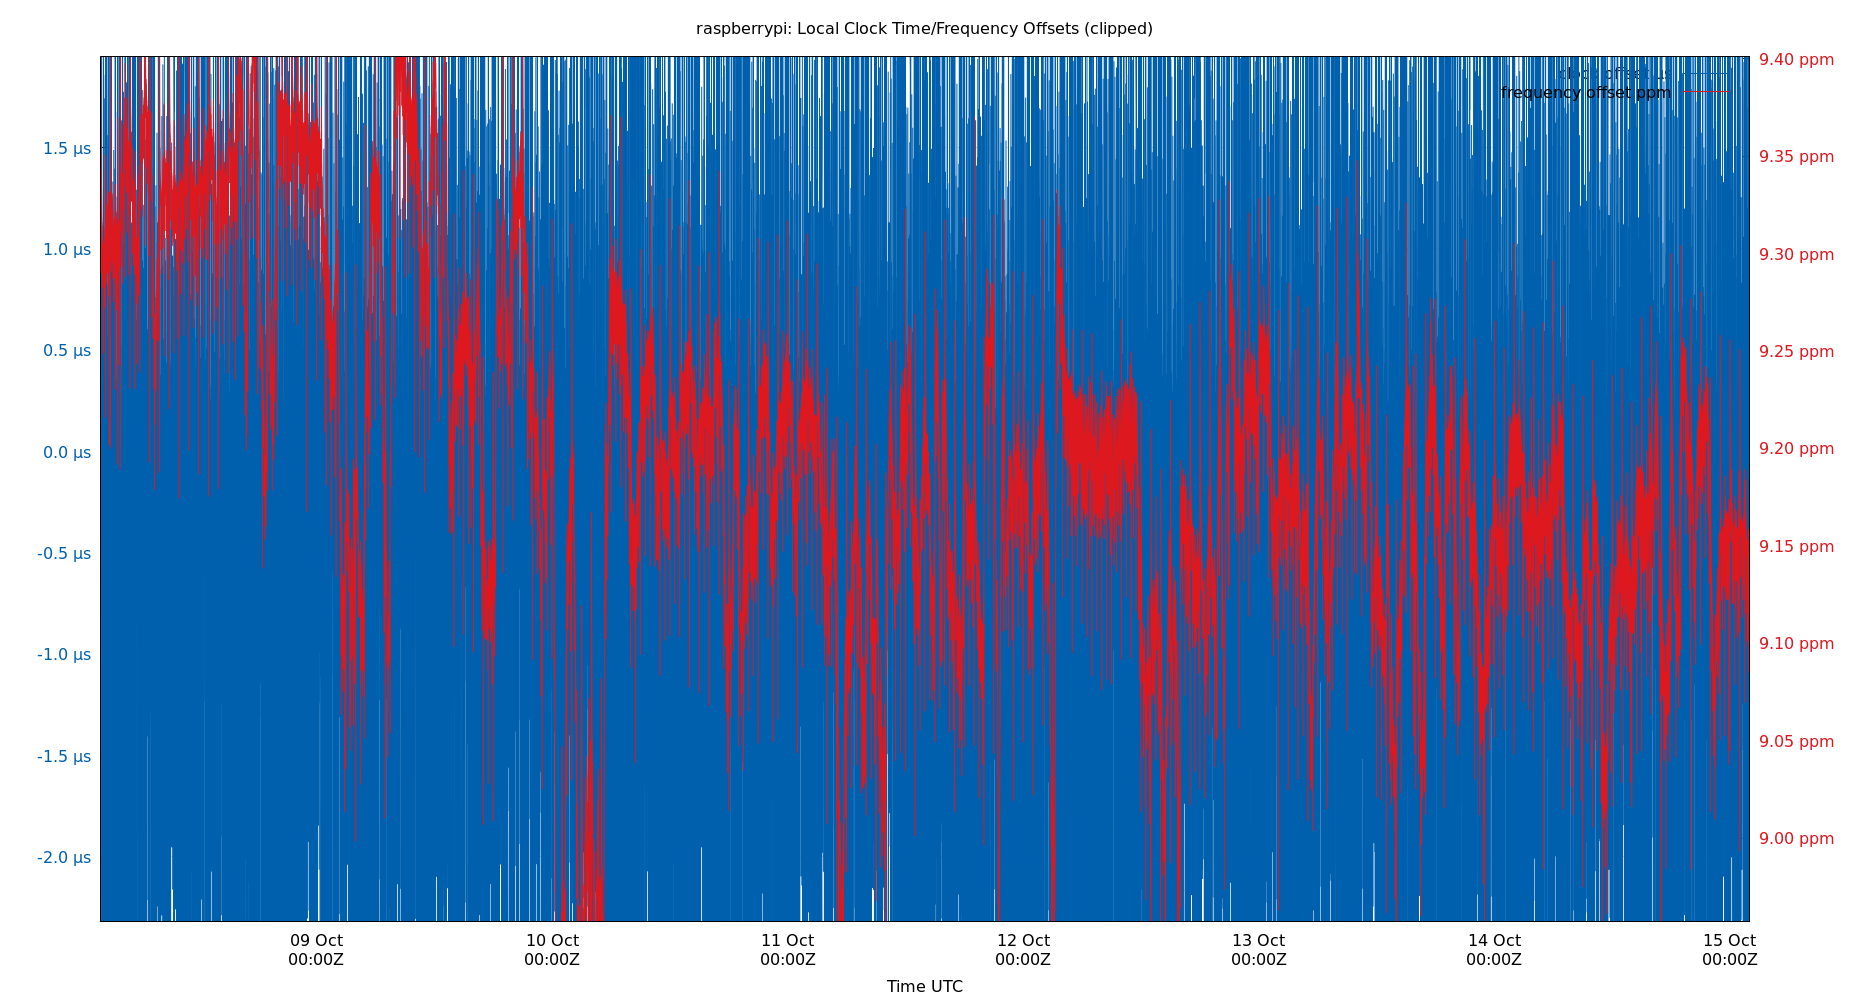 raspberrypi: Local Clock Time/Frequency Offsets (clipped)
clock offset µs
frequency offset ppm
1.5 µs
1.0 µs
0.5 µs
0.0 µs
-0.5 µs
-1.0 µs
-1.5 µs
-2.0 µs
9.40 ppm
9.35 ppm
9.30 ppm
9.25 ppm
9.20 ppm
9.15 ppm
9.10 ppm
9.05 ppm
9.00 ppm
09 Oct
00:00Z
10 Oct
00:00Z
11 Oct
00:00Z
12 Oct
00:00Z
13 Oct
00:00Z
14 Oct
00:00Z
15 Oct
00:00Z
Time UTC